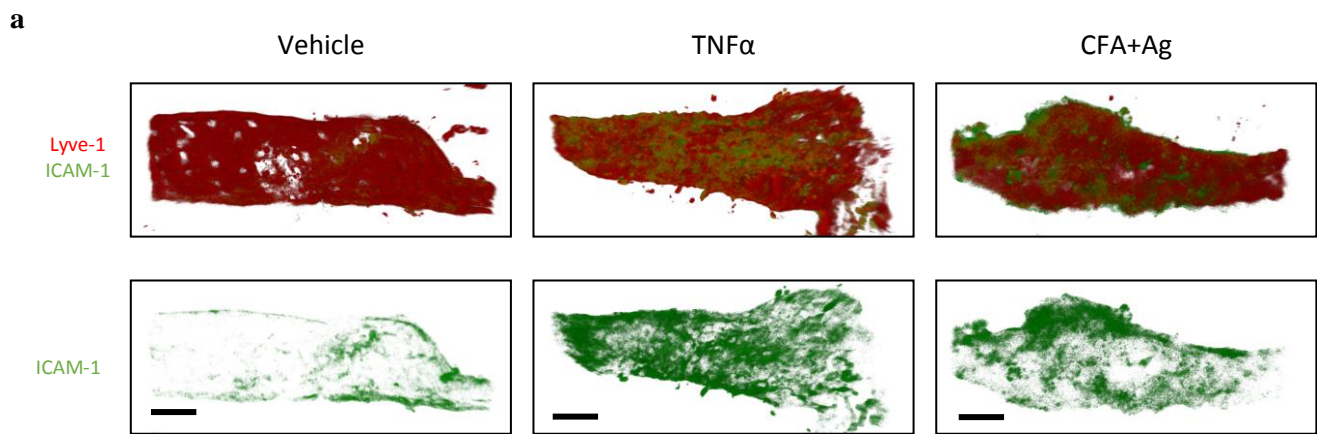 a
Vehicle
TNFα
CFA+Ag
Lyve-1
ICAM-1
ICAM-1